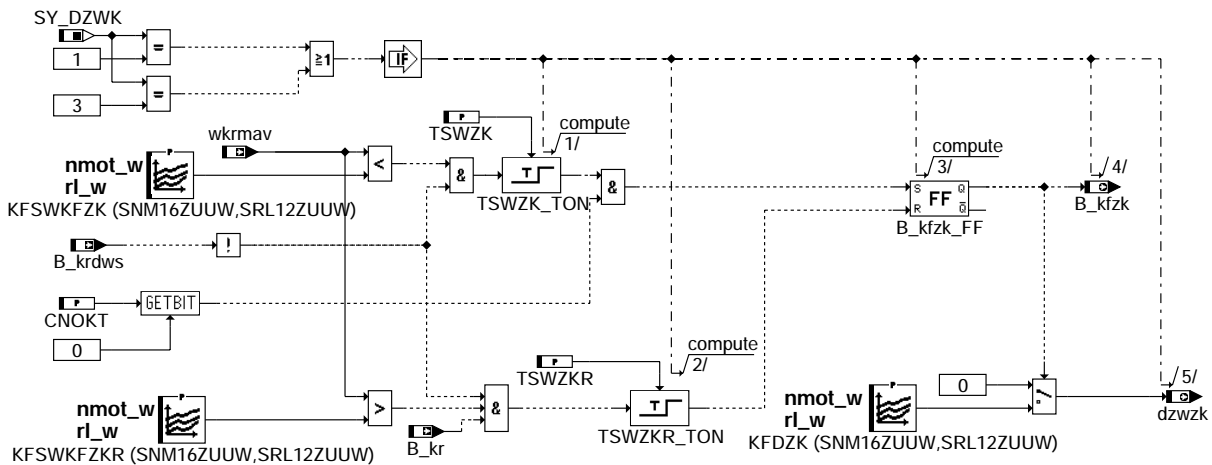 SY_DZWK
1
=
≥1
IF
3
=
wkrmav
TSWZK
compute
1/
nmot_w
rl_w
KFSWKFZK (SNM16ZUUW,SRL12ZUUW)
<
&
T
TSWZK_TON
&
compute
3/
S Q
FF
R Q
B_kfzk_FF
4/
B_kfzk
B_krdws
!
P
CNOKT
GETBIT
0
TSWZKR
compute
2/
nmot_w
rl_w
KFSWKFZKR (SNM16ZUUW,SRL12ZUUW)
>
B_kr
&
T
TSWZKR_TON
nmot_w
rl_w
KFDZK (SNM16ZUUW,SRL12ZUUW)
0
5/
dzwzk